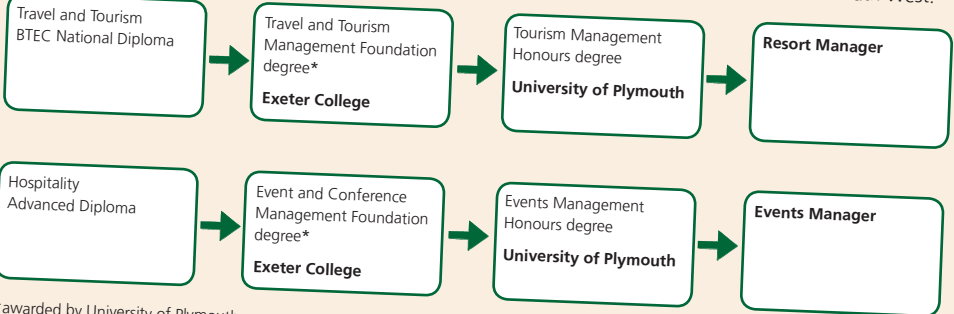 West.
Travel and Tourism
BTEC National Diploma
Travel and Tourism
Management Foundation
degree*
Exeter College
Tourism Management
Honours degree
University of Plymouth
Resort Manager
Hospitality
Advanced Diploma
Event and Conference
Management Foundation
degree*
Exeter College
Events Management
Honours degree
University of Plymouth
Events Manager
*awarded by University of Plymouth